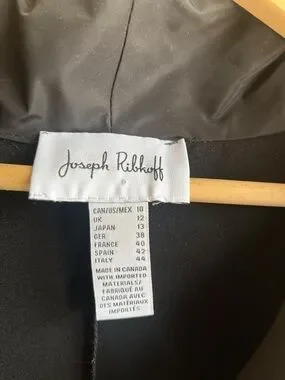 Joseph Ribkoff
CAN/US/MEX 10
UK 12
JAPAN 13
GER 38
FRANCE 40
SPAIN 42
ITALY 44
MADE IN CANADA
WITH IMPORTED
MATERIALS/
FABRIQUÉ AU
CANADA AVEC
DES MATÉRIAUX
IMPORTÉS